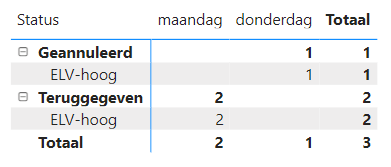 Status maandag donderdag Totaal
Geannuleerd 1 1
ELV-hoog 1 1
Teruggegeven 2 2
ELV-hoog 2 2
Totaal 2 1 3